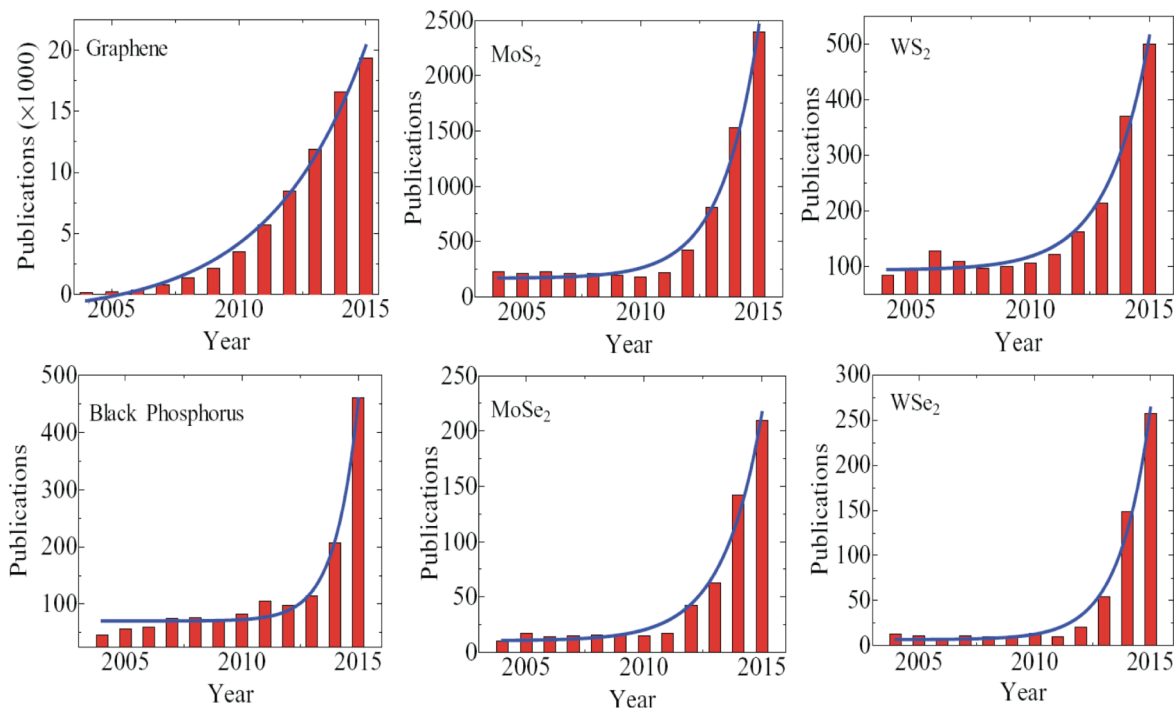 Graphene
Publications (×1000)
20
15
10
5
0
2005
2010
2015
Year
MoS₂
Publications
2500
2000
1500
1000
500
0
2005
2010
2015
Year
WS₂
Publications
500
400
300
200
100
2005
2010
2015
Year
Black Phosphorus
Publications
500
400
300
200
100
2005
2010
2015
Year
MoSe₂
Publications
250
200
150
100
50
0
2005
2010
2015
Year
WSe₂
Publications
300
250
200
150
100
50
0
2005
2010
2015
Year